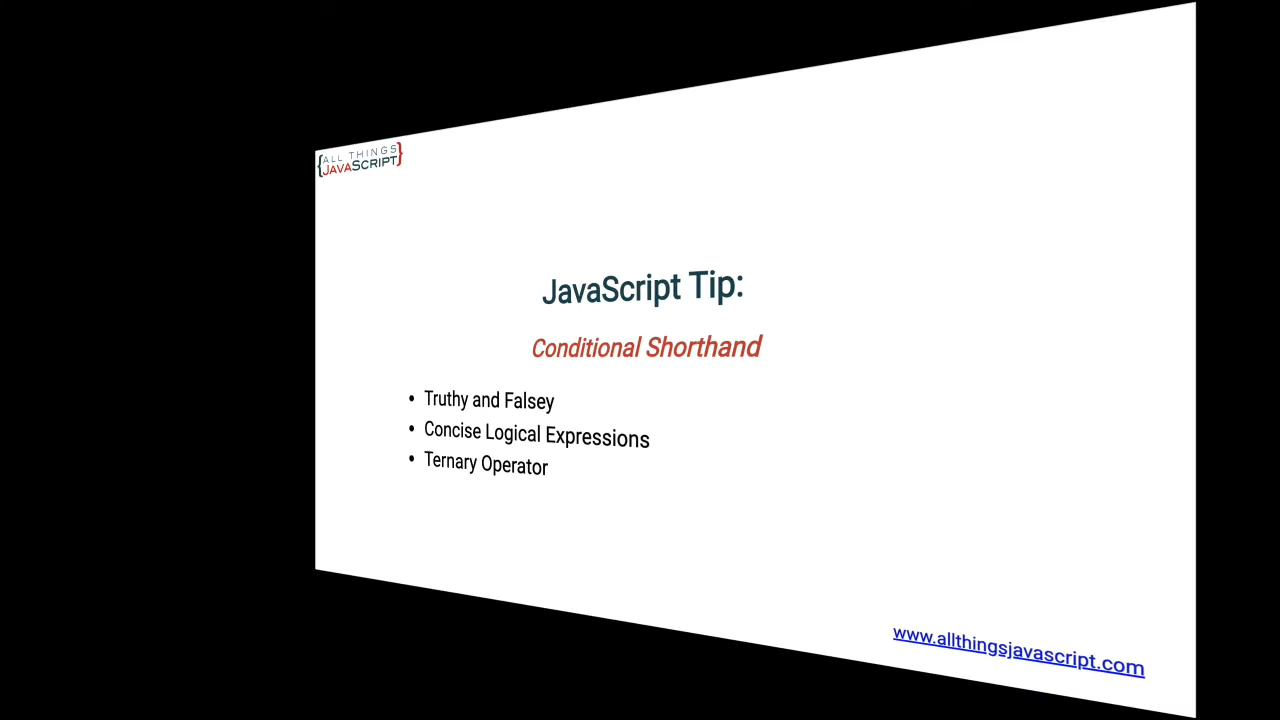 {ALL THINGS
JAVASCRIPT}
JavaScript Tip:
Conditional Shorthand
• Truthy and Falsey
• Concise Logical Expressions
• Ternary Operator
www.allthingsjavascript.com